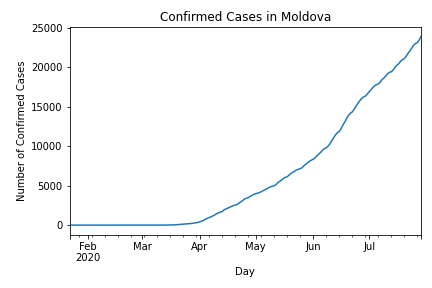 Confirmed Cases in Moldova
Number of Confirmed Cases
25000
20000
15000
10000
5000
0
Feb Mar Apr May Jun Jul
2020
Day